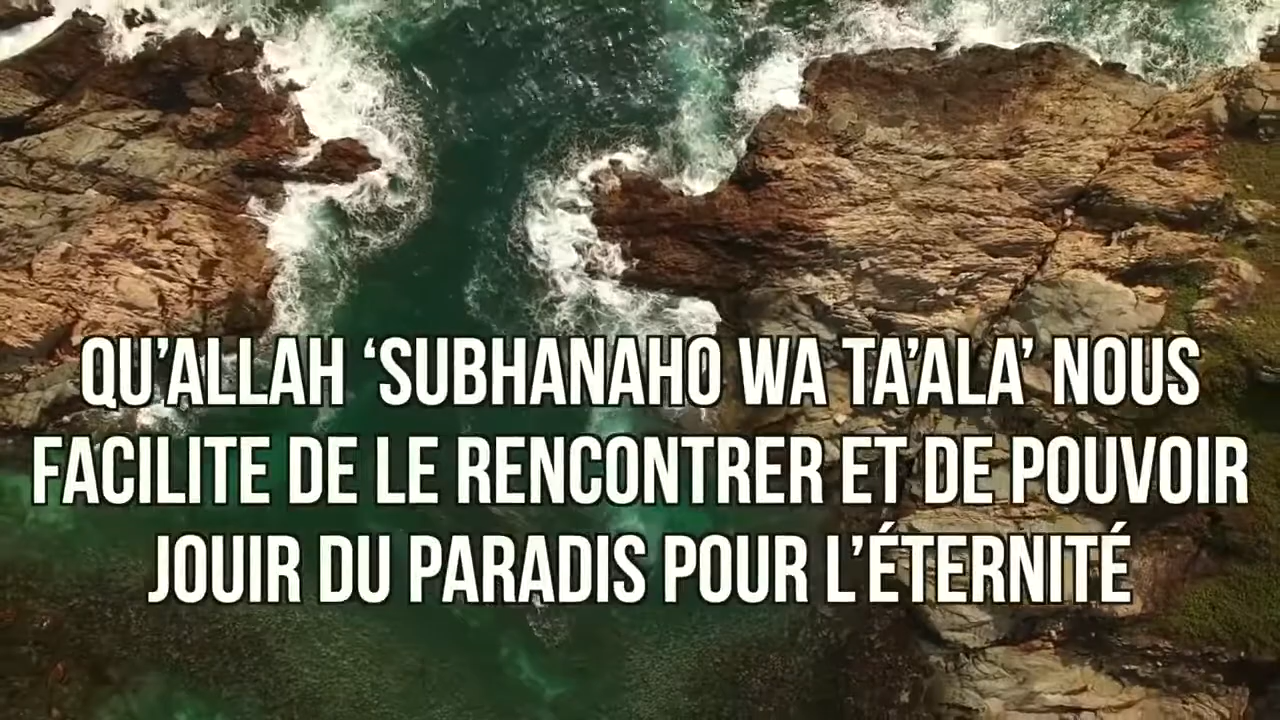 QU’ALLAH ‘SUBHANAHO WA TA’ALA’ NOUS
FACILITE DE LE RENCONTRER ET DE POUVOIR
JOUIR DU PARADIS POUR L’ÉTERNITÉ